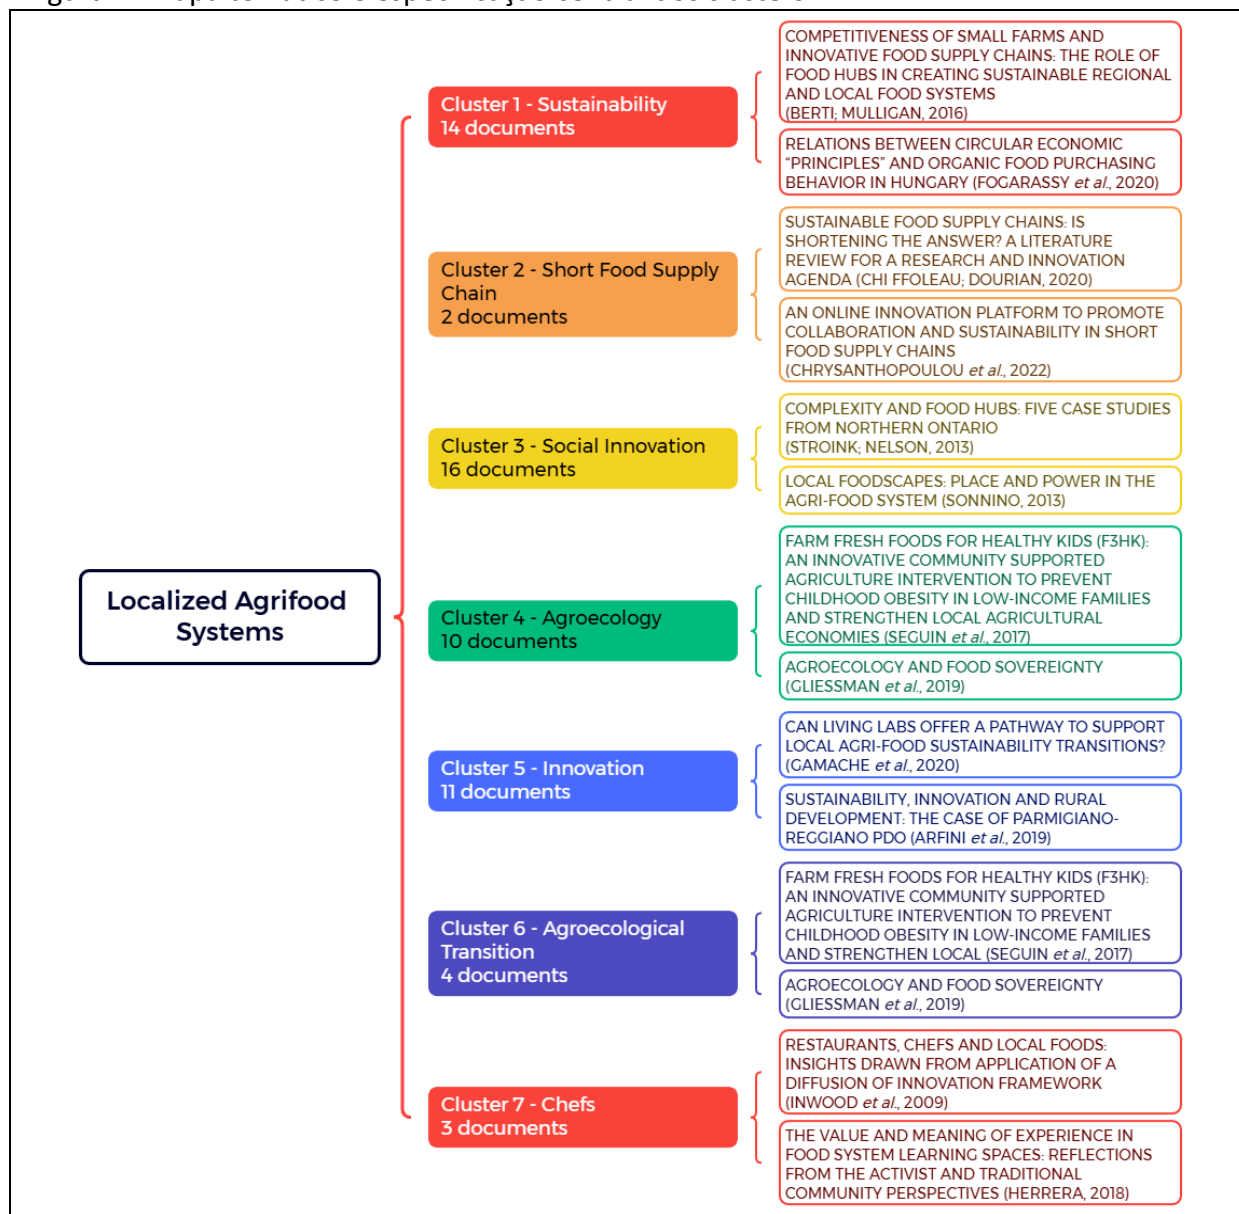 COMPETITIVENESS OF SMALL FARMS AND
INNOVATIVE FOOD SUPPLY CHAINS: THE ROLE OF
FOOD HUBS IN CREATING SUSTAINABLE REGIONAL
AND LOCAL FOOD SYSTEMS
(BERTI; MULLIGAN, 2016)
Cluster 1 - Sustainability
14 documents
RELATIONS BETWEEN CIRCULAR ECONOMIC
“PRINCIPLES” AND ORGANIC FOOD PURCHASING
BEHAVIOR IN HUNGARY (FOGARASSY et al., 2020)
SUSTAINABLE FOOD SUPPLY CHAINS: IS
SHORTENING THE ANSWER? A LITERATURE
REVIEW FOR A RESEARCH AND INNOVATION
AGENDA (CHI FFOLEAU; DOURIAN, 2020)
Cluster 2 - Short Food Supply
Chain
2 documents
AN ONLINE INNOVATION PLATFORM TO PROMOTE
COLLABORATION AND SUSTAINABILITY IN SHORT
FOOD SUPPLY CHAINS
(CHRYSANTHOPOULOU et al., 2022)
COMPLEXITY AND FOOD HUBS: FIVE CASE STUDIES
FROM NORTHERN ONTARIO
(STROINK; NELSON, 2013)
Cluster 3 - Social Innovation
16 documents
LOCAL FOODSCAPES: PLACE AND POWER IN THE
AGRI-FOOD SYSTEM (SONNINO, 2013)
FARM FRESH FOODS FOR HEALTHY KIDS (F3HK):
AN INNOVATIVE COMMUNITY SUPPORTED
AGRICULTURE INTERVENTION TO PREVENT
CHILDHOOD OBESITY IN LOW-INCOME FAMILIES
AND STRENGTHEN LOCAL AGRICULTURAL
ECONOMIES (SEGUIN et al., 2017)
Localized Agrifood
Systems
Cluster 4 - Agroecology
10 documents
AGROECOLOGY AND FOOD SOVEREIGNTY
(GLIESSMAN et al., 2019)
CAN LIVING LABS OFFER A PATHWAY TO SUPPORT
LOCAL AGRI-FOOD SUSTAINABILITY TRANSITIONS?
(GAMACHE et al., 2020)
Cluster 5 - Innovation
11 documents
SUSTAINABILITY, INNOVATION AND RURAL
DEVELOPMENT: THE CASE OF PARMIGIANO-
REGGIANO PDO (ARFINI et al., 2019)
FARM FRESH FOODS FOR HEALTHY KIDS (F3HK):
AN INNOVATIVE COMMUNITY SUPPORTED
AGRICULTURE INTERVENTION TO PREVENT
CHILDHOOD OBESITY IN LOW-INCOME FAMILIES
AND STRENGTHEN LOCAL (SEGUIN et al., 2017)
Cluster 6 - Agroecological
Transition
4 documents
AGROECOLOGY AND FOOD SOVEREIGNTY
(GLIESSMAN et al., 2019)
RESTAURANTS, CHEFS AND LOCAL FOODS:
INSIGHTS DRAWN FROM APPLICATION OF A
DIFFUSION OF INNOVATION FRAMEWORK
(INWOOD et al., 2009)
Cluster 7 - Chefs
3 documents
THE VALUE AND MEANING OF EXPERIENCE IN
FOOD SYSTEM LEARNING SPACES: REFLECTIONS
FROM THE ACTIVIST AND TRADITIONAL
COMMUNITY PERSPECTIVES (HERRERA, 2018)